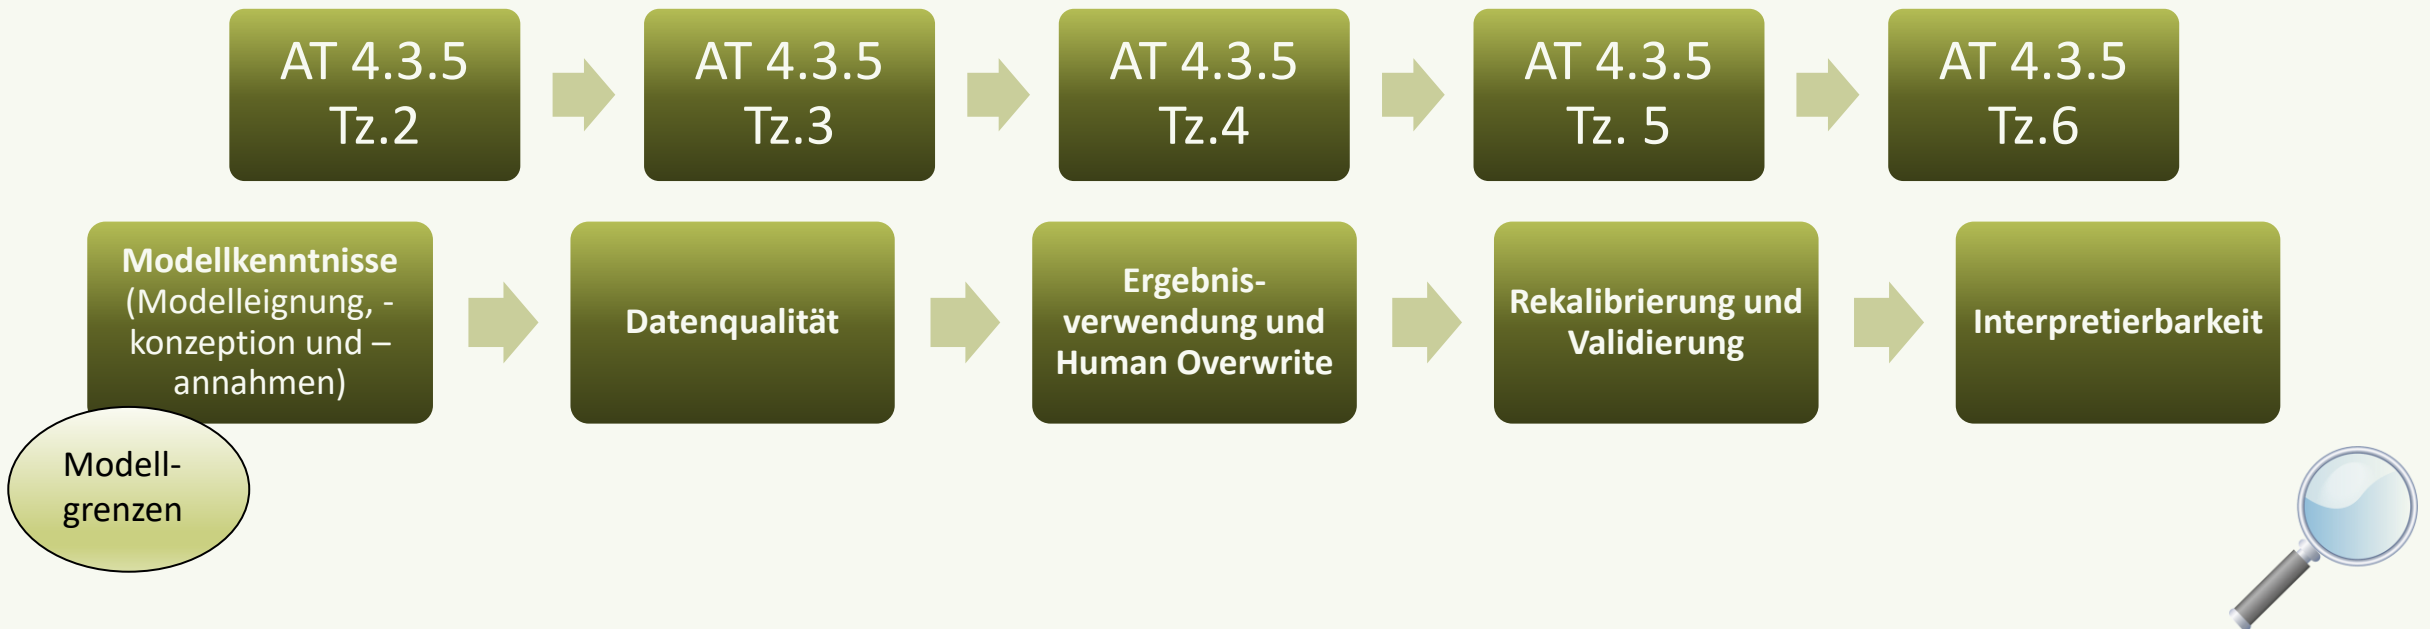 AT 4.3.5
Tz.2
AT 4.3.5
Tz.3
AT 4.3.5
Tz.4
AT 4.3.5
Tz. 5
AT 4.3.5
Tz.6
Modellkenntnisse
(Modelleignung, -
konzeption und –
annahmen)
Datenqualität
Ergebnis-
verwendung und
Human Overwrite
Rekalibrierung und
Validierung
Interpretierbarkeit
Modell-
grenzen